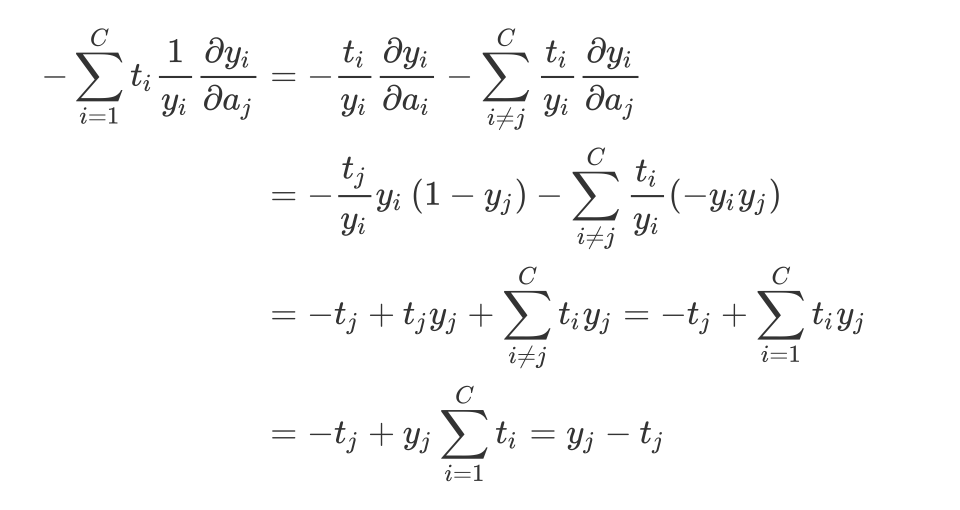 $-\sum_{i=1}^{C} t_i \frac{1}{y_i} \frac{\partial y_i}{\partial a_j} = -\frac{t_i}{y_i} \frac{\partial y_i}{\partial a_i} - \sum_{i \neq j}^{C} \frac{t_i}{y_i} \frac{\partial y_i}{\partial a_j}$
$= -\frac{t_j}{y_i} y_i (1 - y_j) - \sum_{i \neq j}^{C} \frac{t_i}{y_i} (-y_i y_j)$
$= -t_j + t_j y_j + \sum_{i \neq j}^{C} t_i y_j = -t_j + \sum_{i=1}^{C} t_i y_j$
$= -t_j + y_j \sum_{i=1}^{C} t_i = y_j - t_j$